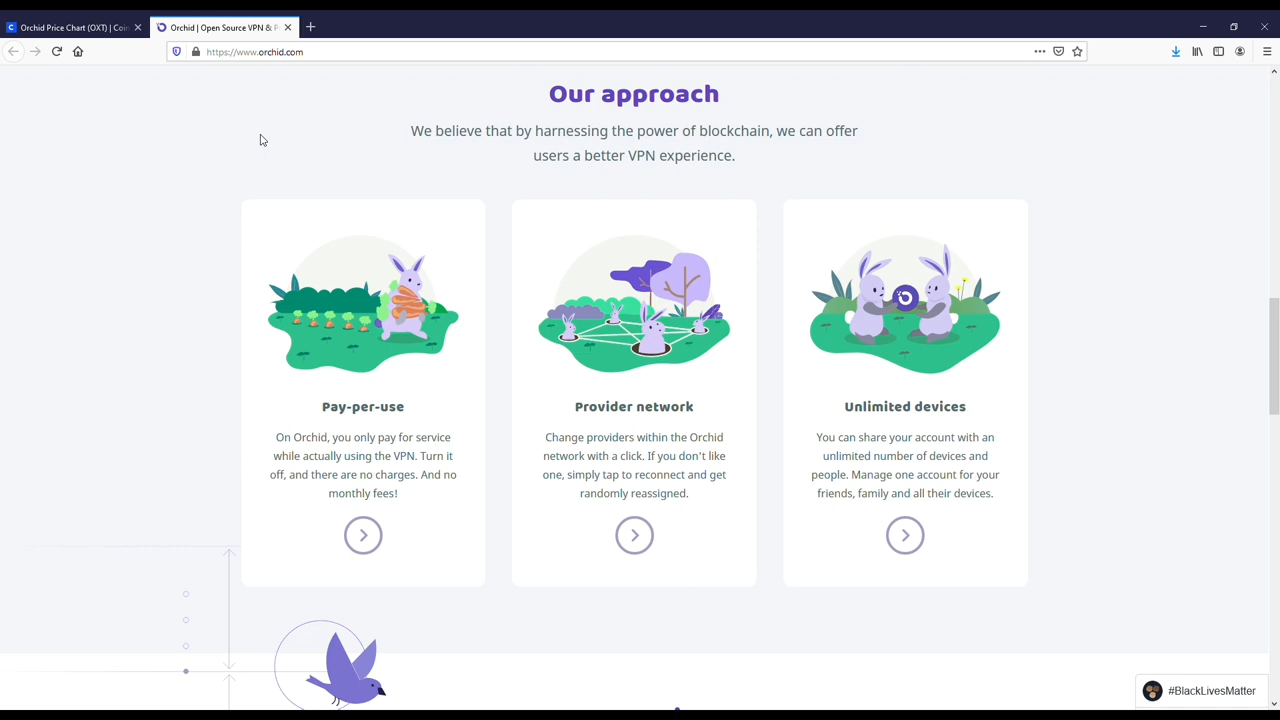 Orchid Price Chart (OXT) | Coin
Orchid | Open Source VPN & P
https://www.orchid.com
Our approach
We believe that by harnessing the power of blockchain, we can offer
users a better VPN experience.
Pay-per-use
On Orchid, you only pay for service
while actually using the VPN. Turn it
off, and there are no charges. And no
monthly fees!
Provider network
Change providers within the Orchid
network with a click. If you don't like
one, simply tap to reconnect and get
randomly reassigned.
Unlimited devices
You can share your account with an
unlimited number of devices and
people. Manage one account for your
friends, family and all their devices.
#BlackLivesMatter